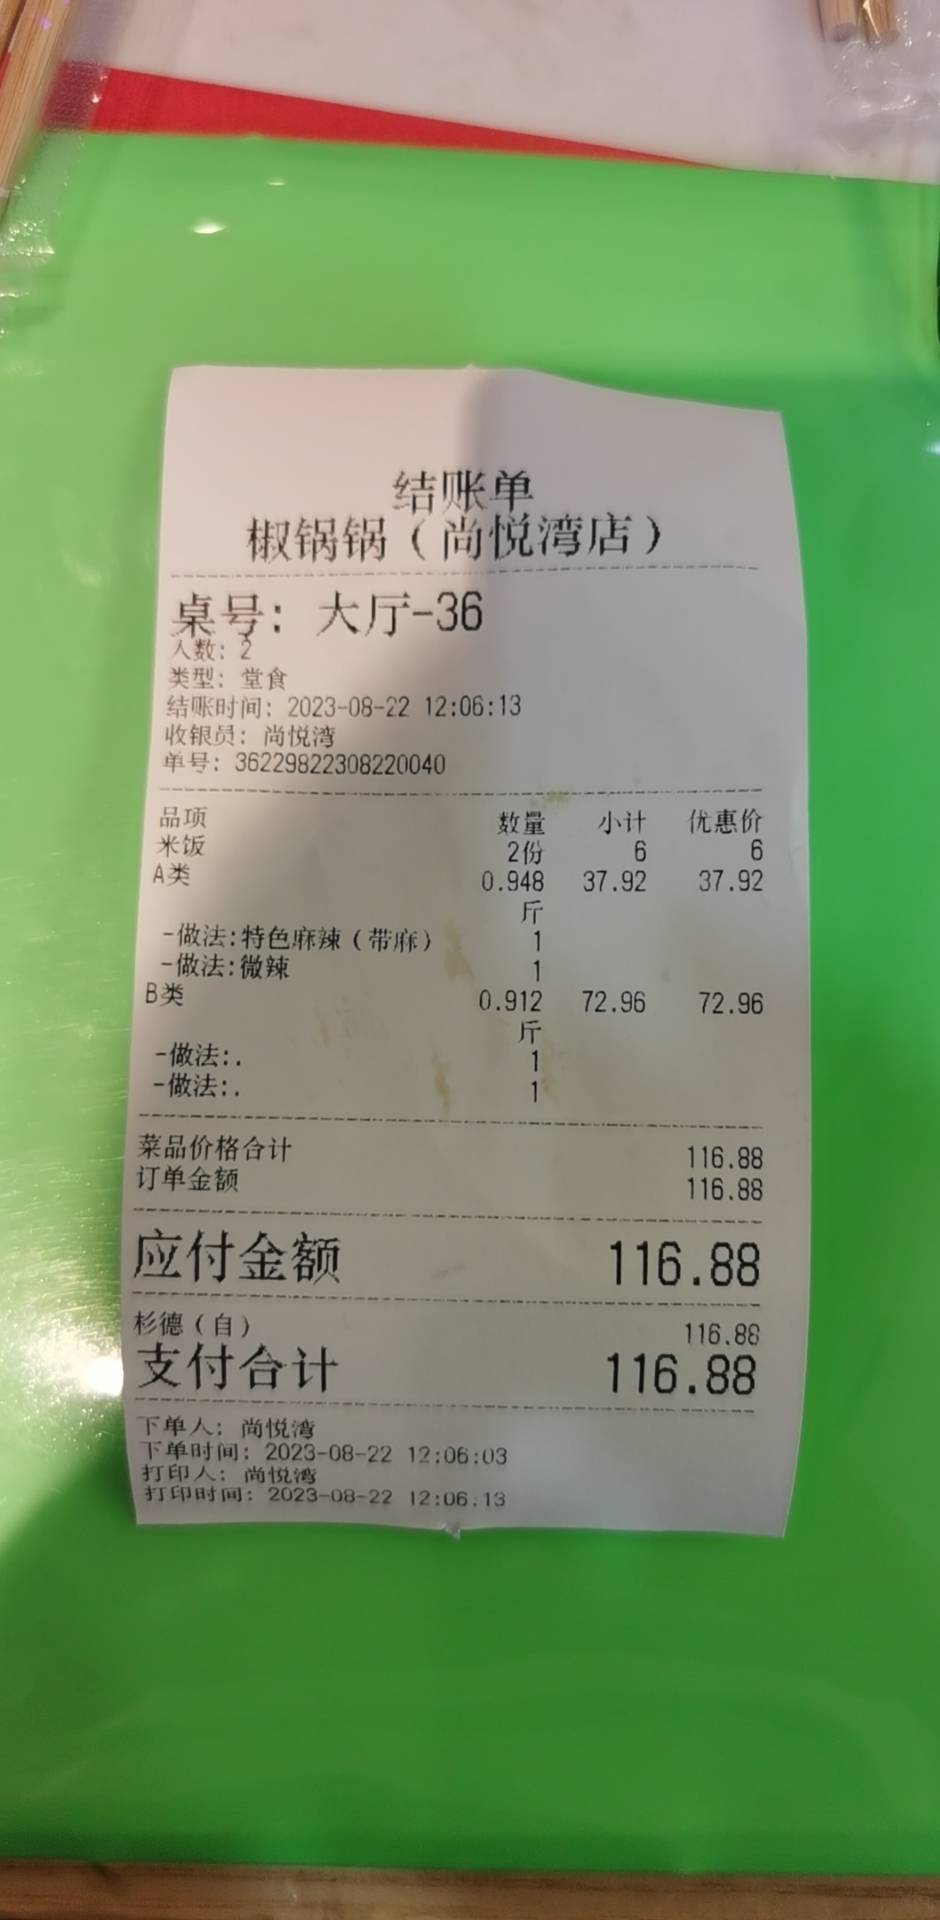 结账单
椒锅锅（尚悦湾店）
桌号： 大厅-36
人数： 2
类型： 堂食
结账时间： 2023-08-22 12:06:13
收银员： 尚悦湾
单号： 36229822308220040
品项 数量 小计 优惠价
米饭 2份 6 6
A类 0.948 37.92 37.92
斤
-做法:特色麻辣（带麻） 1
-做法:微辣 1
B类 0.912 72.96 72.96
斤
-做法:. 1
-做法:. 1
菜品价格合计 116.88
订单金额 116.88
应付金额 116.88
杉德（自） 116.88
支付合计 116.88
下单人： 尚悦湾
下单时间： 2023-08-22 12:06:03
打印人： 尚悦湾
打印时间： 2023-08-22 12:06:13